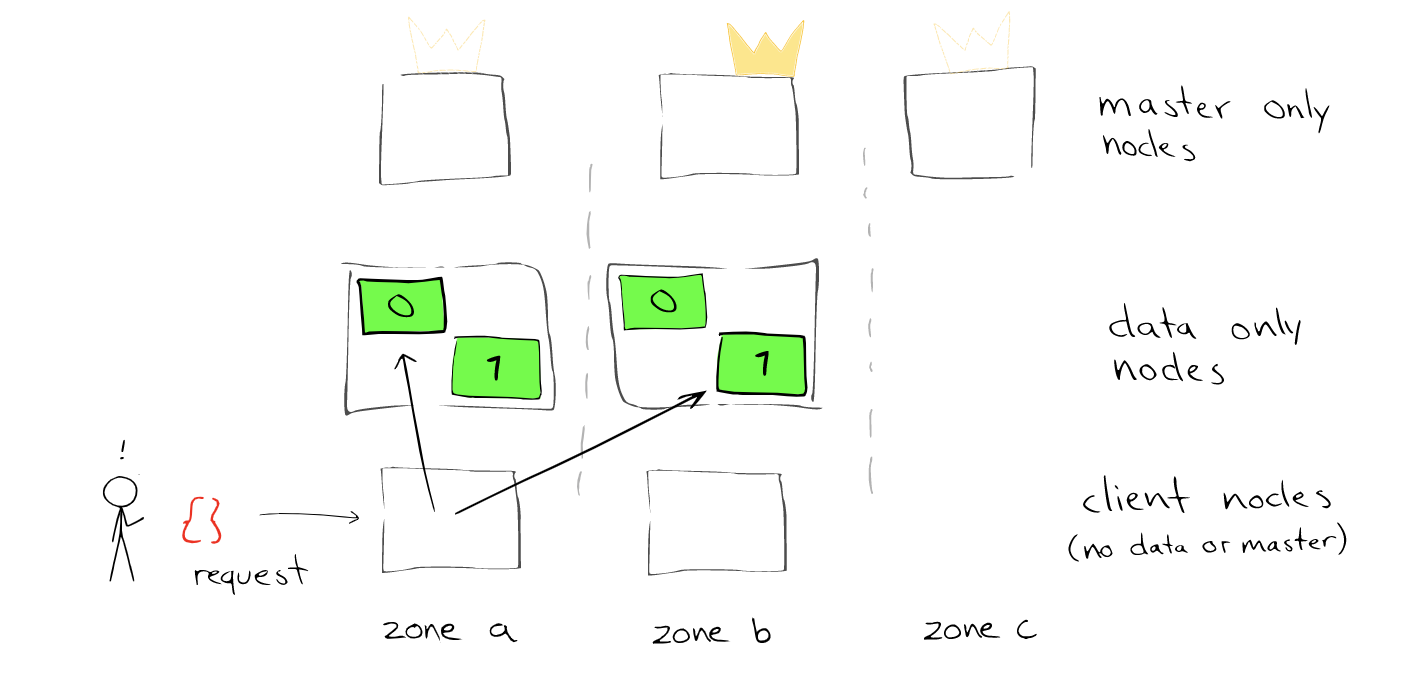 master only
nodes
0
1
0
1
data only
nodes
!
{}
request
client nodes
(no data or master)
zone a
zone b
zone c